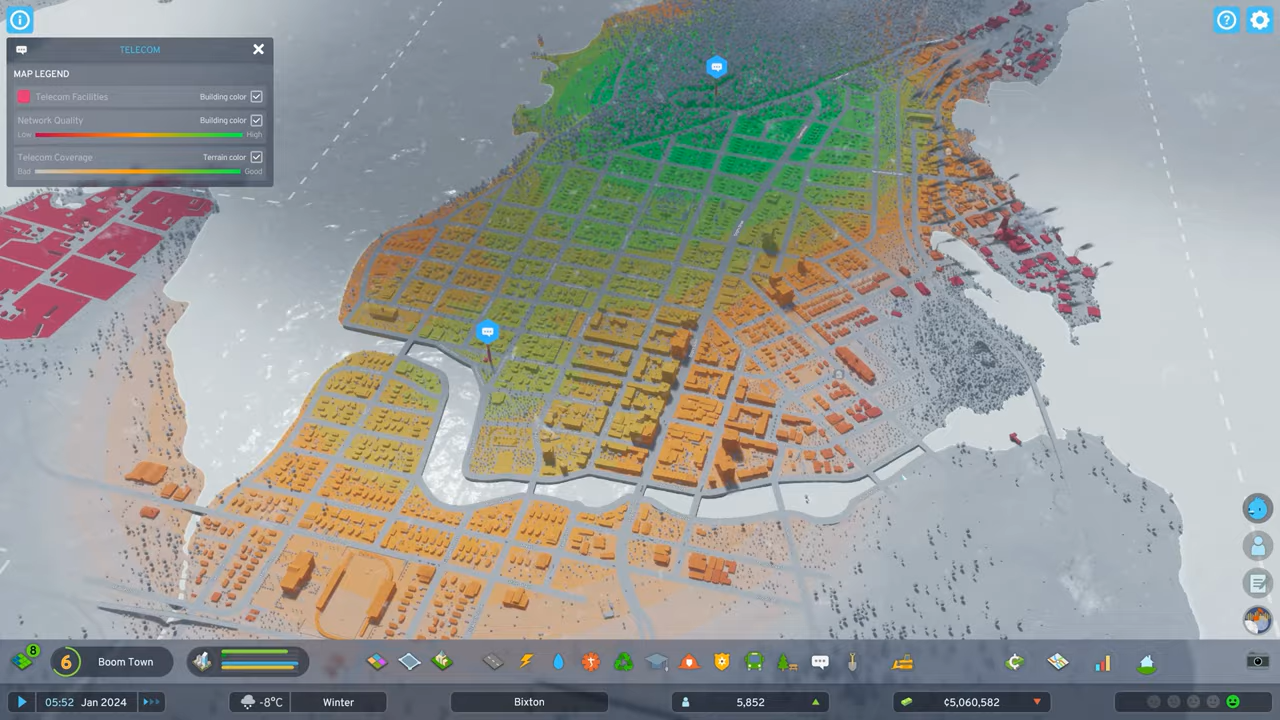 TELECOM
MAP LEGEND
Telecom Facilities Building color
Network Quality Building color
Low High
Telecom Coverage Terrain color
Bad Good
8
6 Boom Town
05:52 Jan 2024 -8°C Winter Bixton 5,852 ¢5,060,582